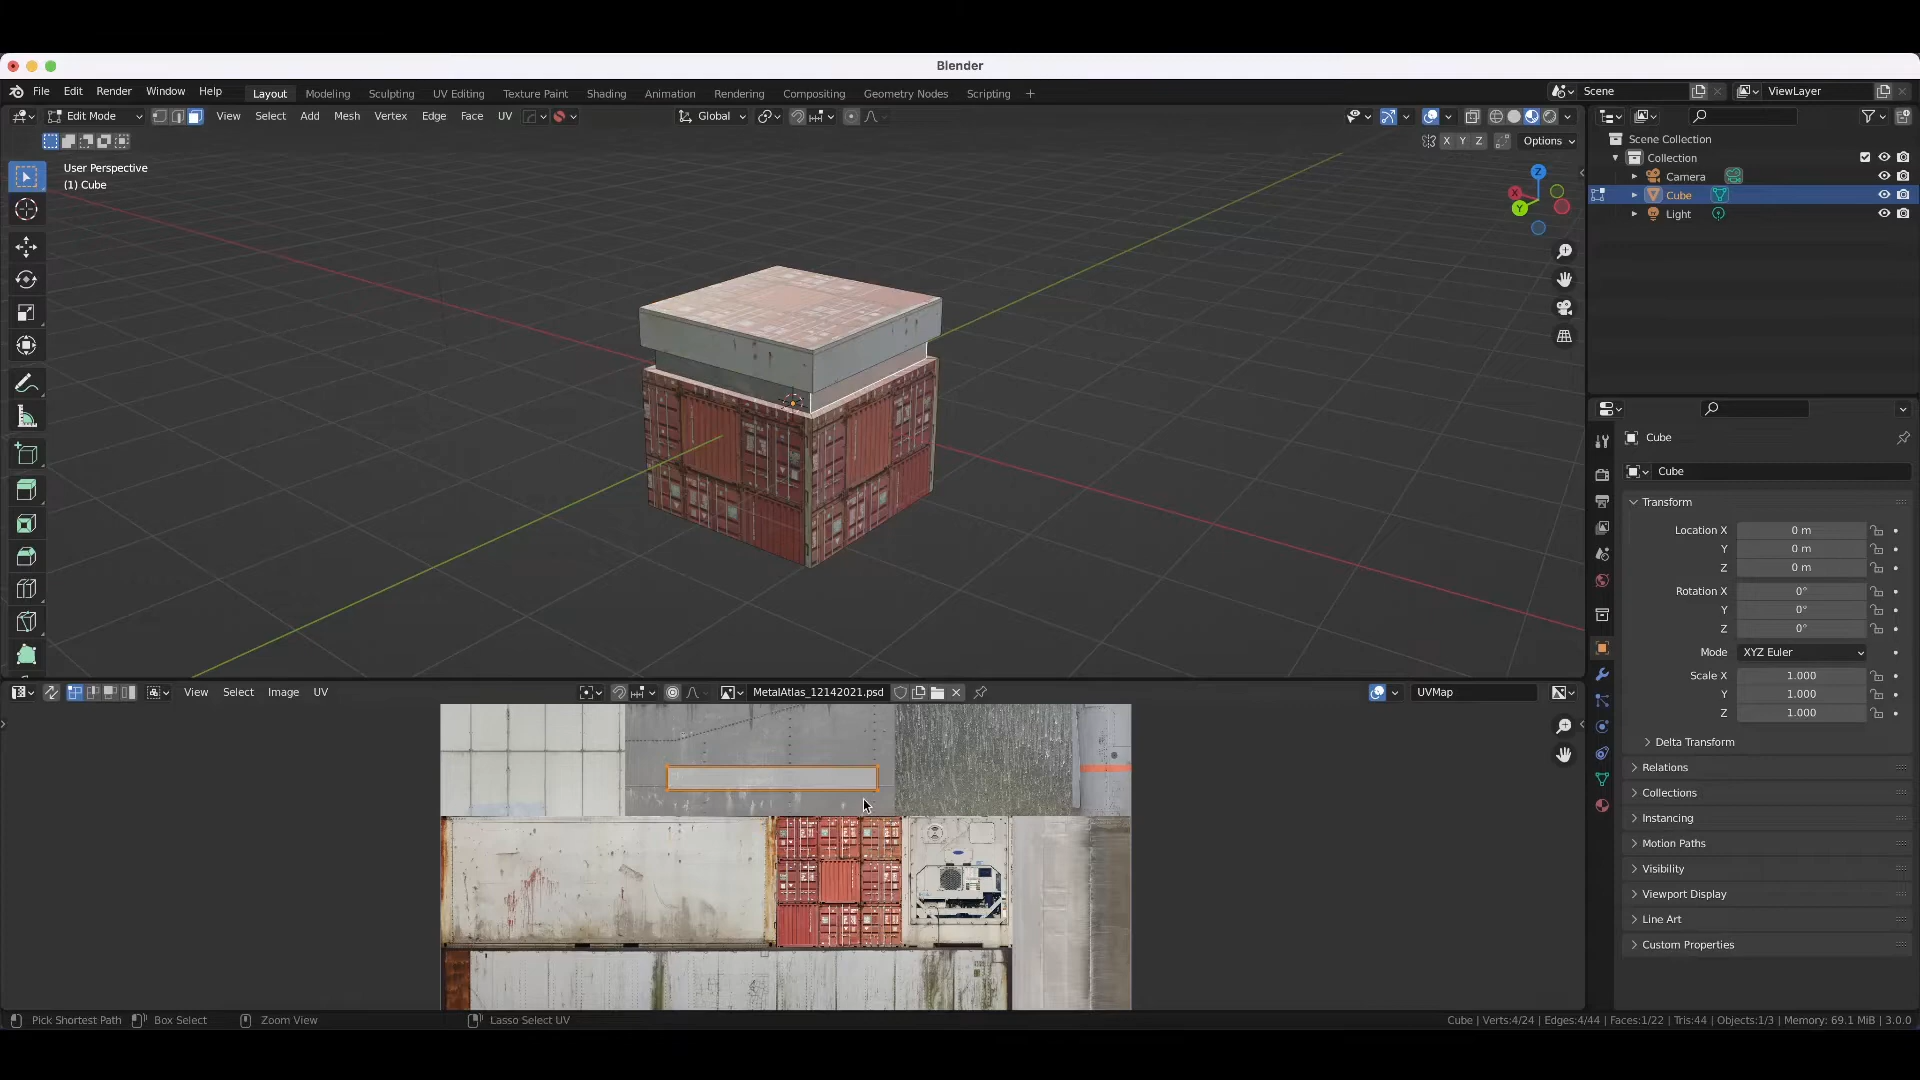 Blender
File Edit Render Window Help Layout Modeling Sculpting UV Editing Texture Paint Shading Animation Rendering Compositing Geometry Nodes Scripting + Scene ViewLayer
Edit Mode View Select Add Mesh Vertex Edge Face UV Global
X Y Z Options
User Perspective
(1) Cube
Z
X
Y
Scene Collection
Collection
Camera
Cube
Light
Cube
Cube
Transform
Location X 0 m
Y 0 m
Z 0 m
Rotation X 0°
Y 0°
Z 0°
Mode XYZ Euler
Scale X 1.000
Y 1.000
Z 1.000
Delta Transform
Relations
Collections
Instancing
Motion Paths
Visibility
Viewport Display
Line Art
Custom Properties
View Select Image UV MetalAtlas_12142021.psd UVMap
Pick Shortest Path Box Select Zoom View Lasso Select UV Cube | Verts:4/24 | Edges:4/44 | Faces:1/22 | Tris:44 | Objects:1/3 | Memory: 69.1 MiB | 3.0.0